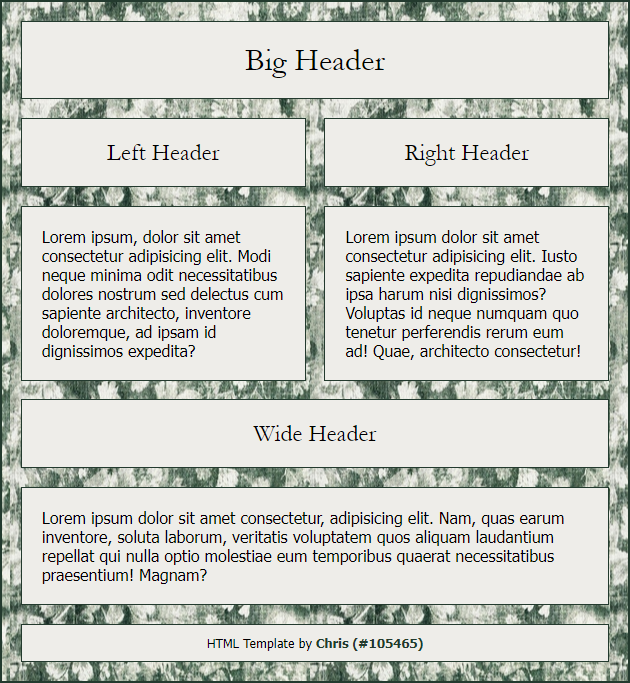 Big Header
Left Header
Right Header
Lorem ipsum, dolor sit amet
consectetur adipisicing elit. Modi
neque minima odit necessitatibus
dolores nostrum sed delectus cum
sapiente architecto, inventore
doloremque, ad ipsam id
dignissimos expedita?
Lorem ipsum dolor sit amet
consectetur adipisicing elit. Iusto
sapiente expedita repudiandae ab
ipsa harum nisi dignissimos?
Voluptas id neque numquam quo
tenetur perferendis rerum eum
ad! Quae, architecto consectetur!
Wide Header
Lorem ipsum dolor sit amet consectetur, adipisicing elit. Nam, quas earum
inventore, soluta laborum, veritatis voluptatem quos aliquam laudantium
repellat qui nulla optio molestiae eum temporibus quaerat necessitatibus
praesentium! Magnam?
HTML Template by Chris (#105465)